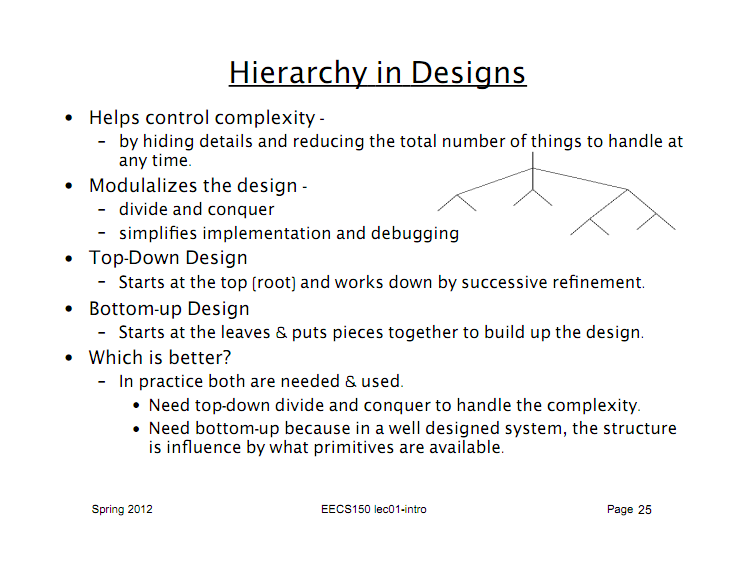 Hierarchy in Designs
• Helps control complexity -
– by hiding details and reducing the total number of things to handle at
any time.
• Modulalizes the design -
– divide and conquer
– simplifies implementation and debugging
• Top-Down Design
– Starts at the top (root) and works down by successive refinement.
• Bottom-up Design
– Starts at the leaves & puts pieces together to build up the design.
• Which is better?
– In practice both are needed & used.
• Need top-down divide and conquer to handle the complexity.
• Need bottom-up because in a well designed system, the structure
is influence by what primitives are available.
Spring 2012 EECS150 lec01-intro Page 25